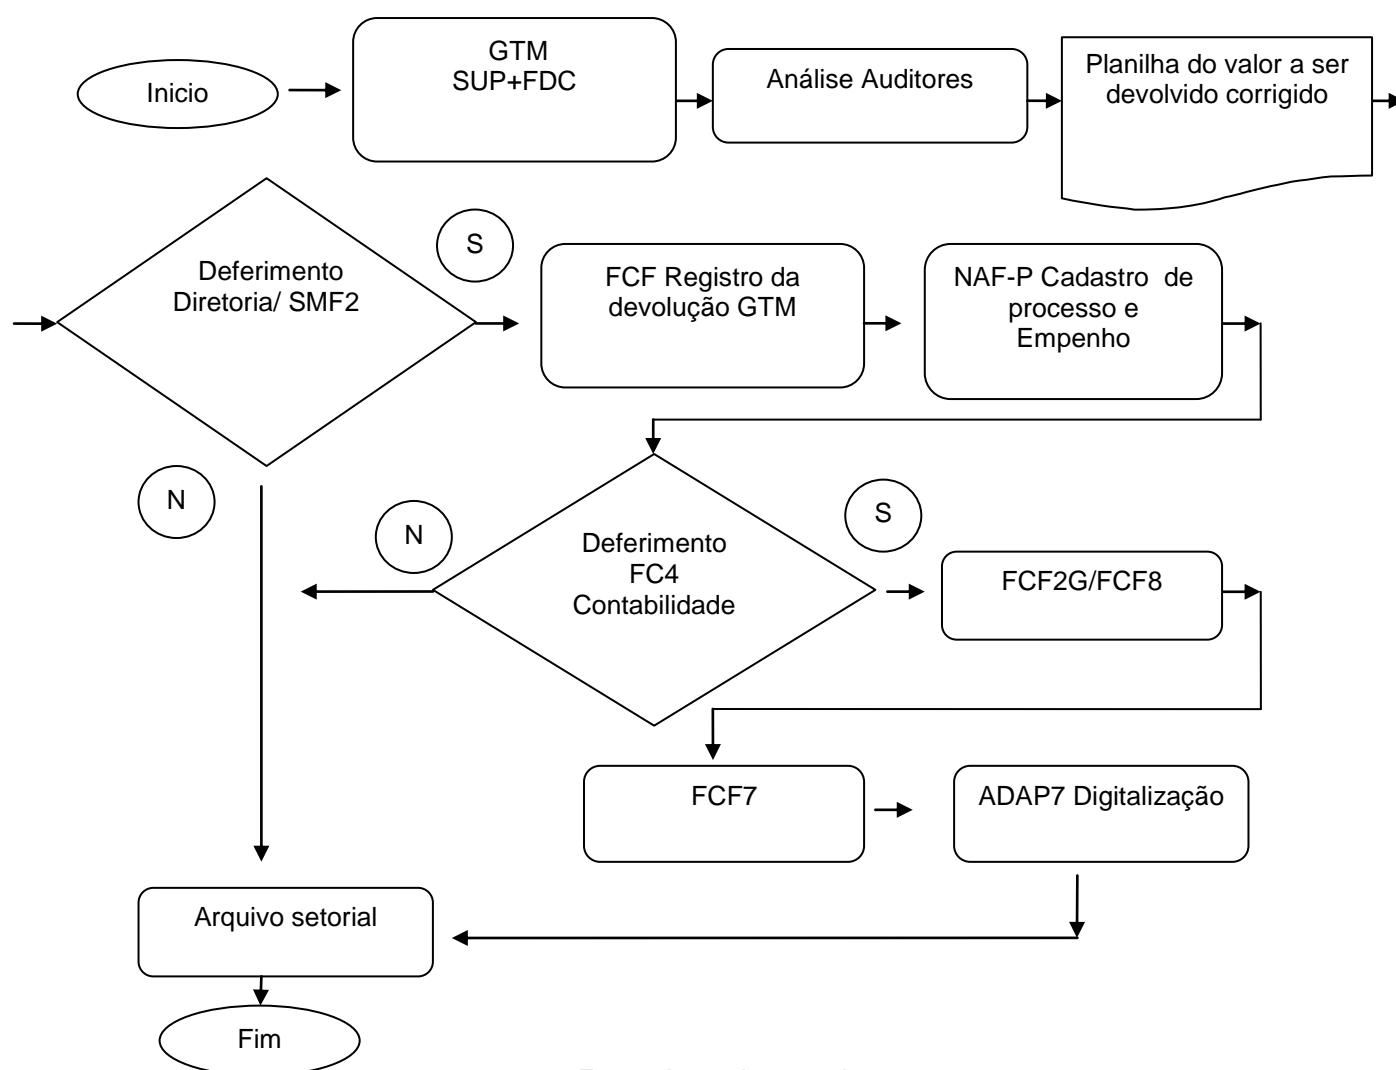 Inicio
GTM
SUP+FDC
Análise Auditores
Planilha do valor a ser
devolvido corrigido
Deferimento
Diretoria/ SMF2
S
FCF Registro da
devolução GTM
NAF-P Cadastro de
processo e
Empenho
N
N
Deferimento
FC4
Contabilidade
S
FCF2G/FCF8
FCF7
ADAP7 Digitalização
Arquivo setorial
Fim